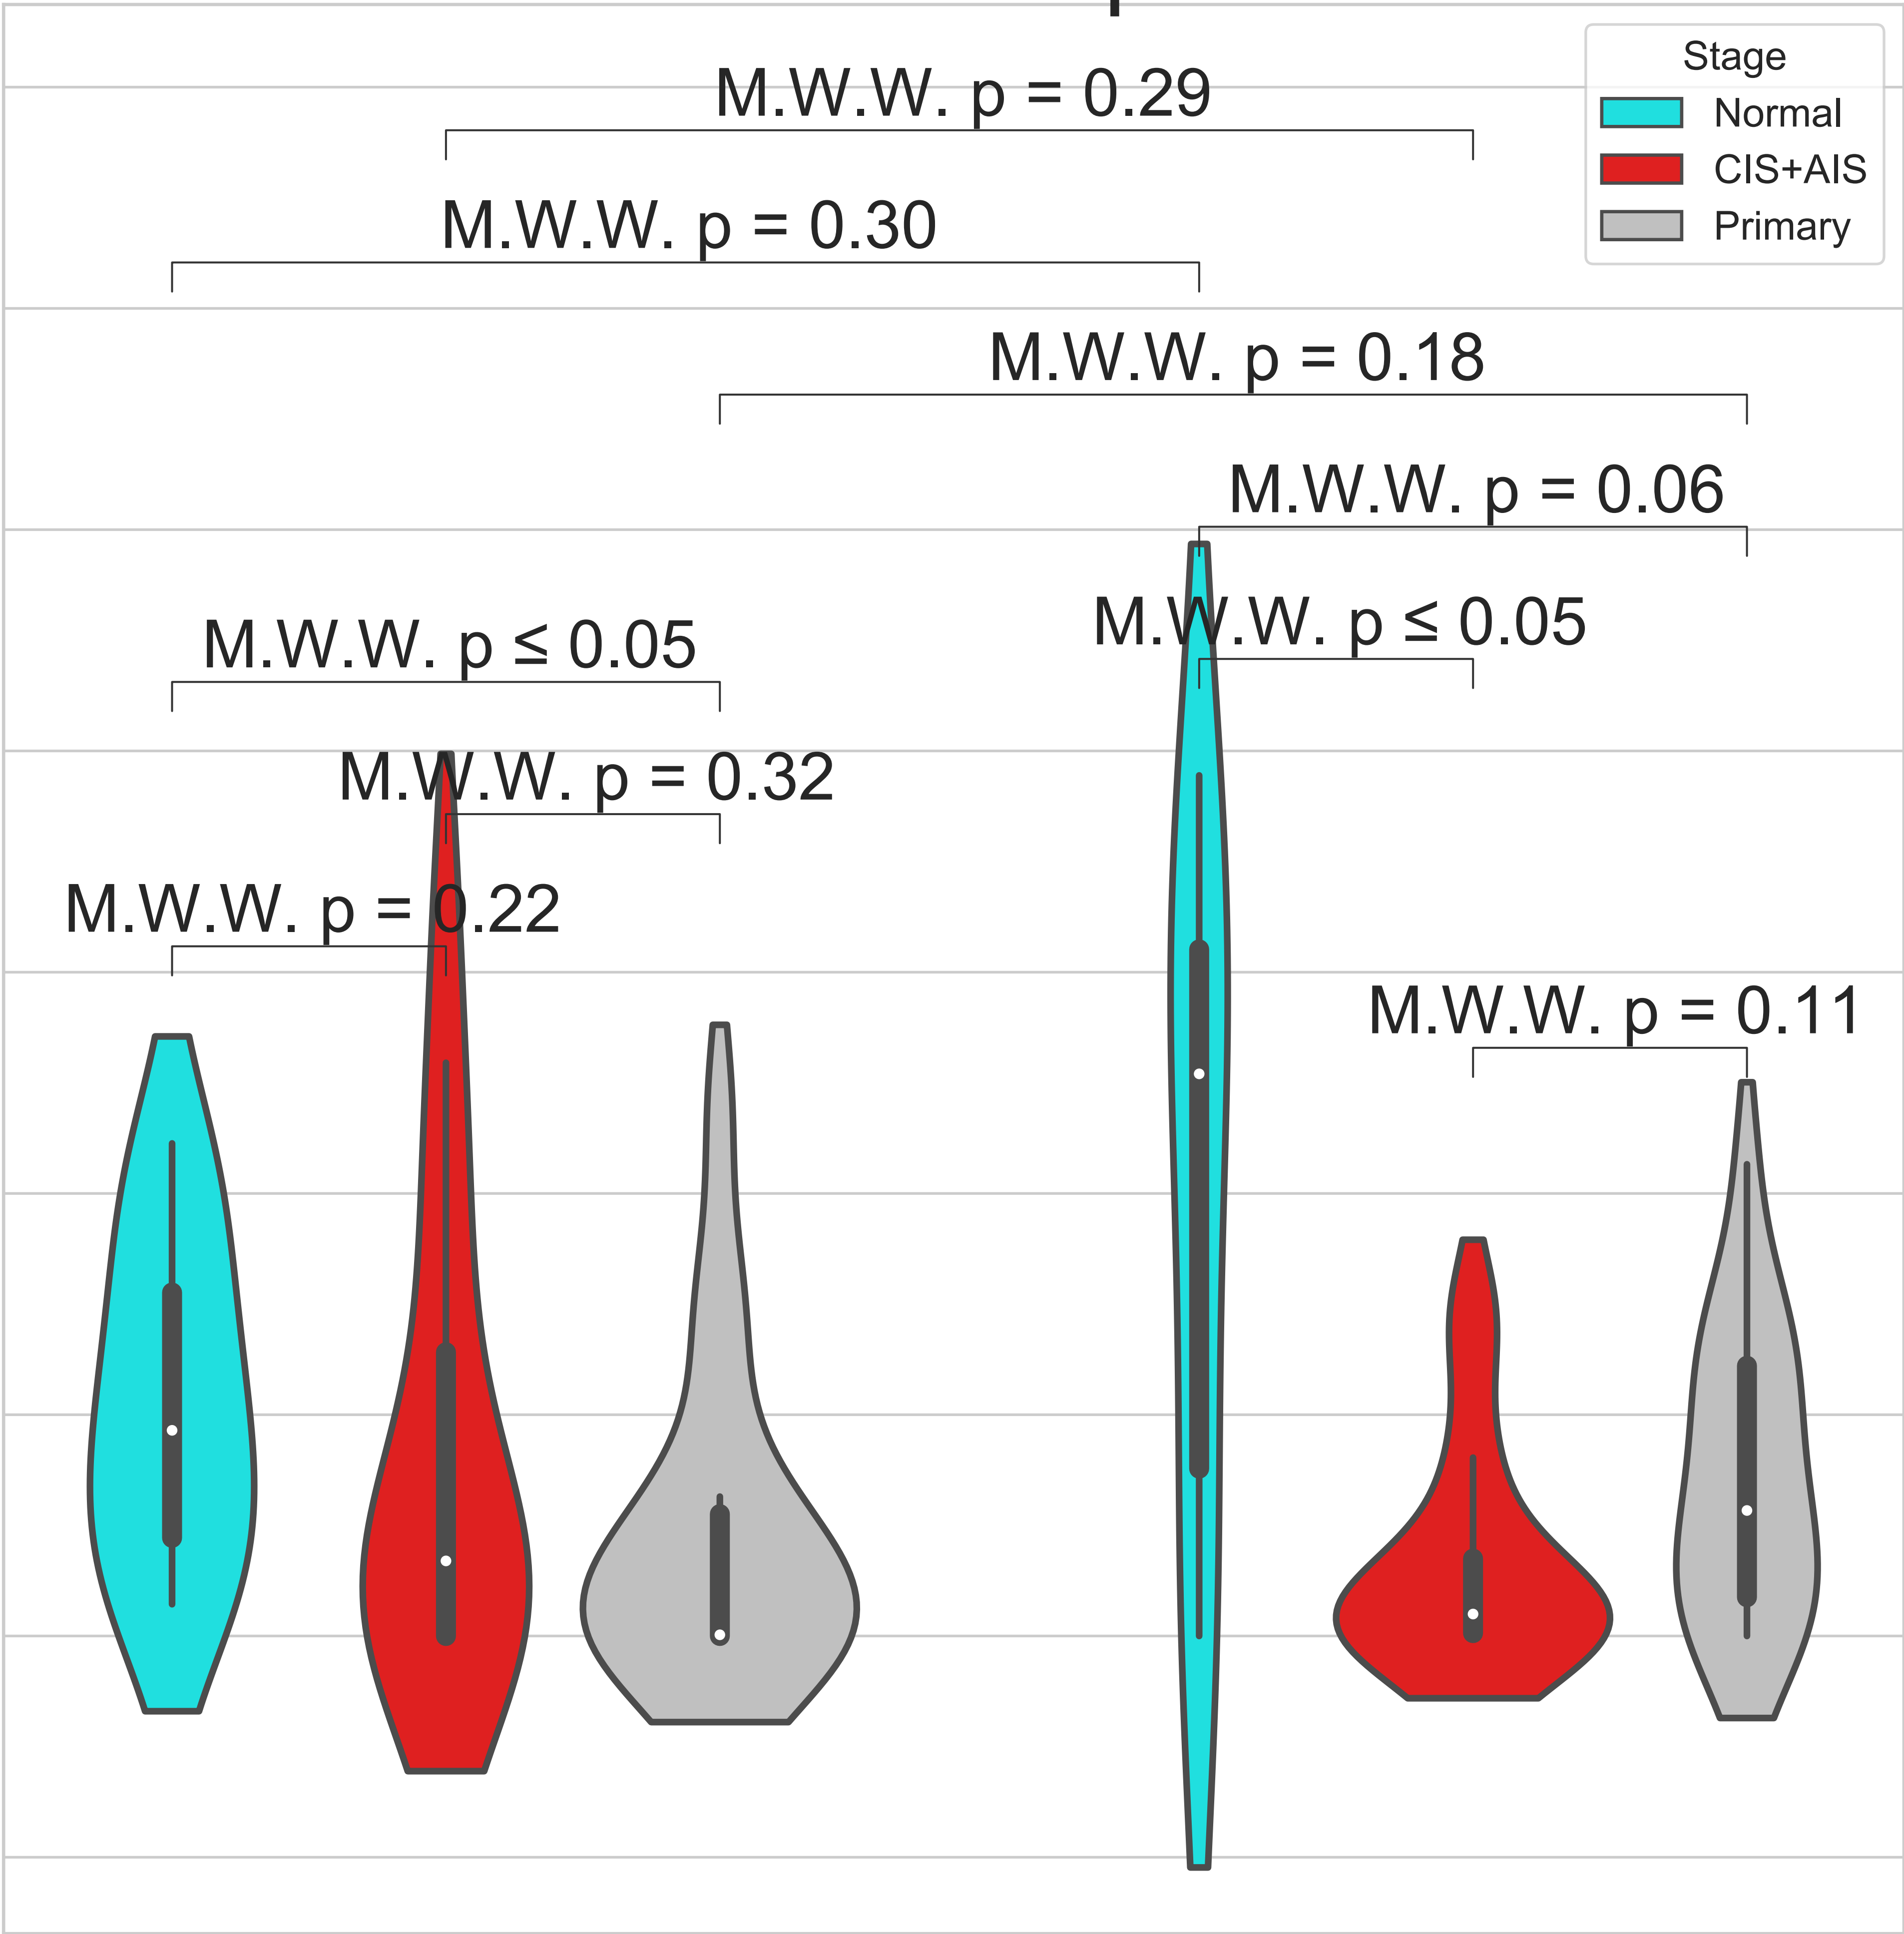 M.W.W. p = 0.29
Stage
Normal
CIS+AIS
Primary
M.W.W. p = 0.30
M.W.W. p = 0.18
M.W.W. p = 0.06
M.W.W. p ≤ 0.05
M.W.W. p ≤ 0.05
M.W.W. p = 0.32
M.W.W. p = 0.22
M.W.W. p = 0.11